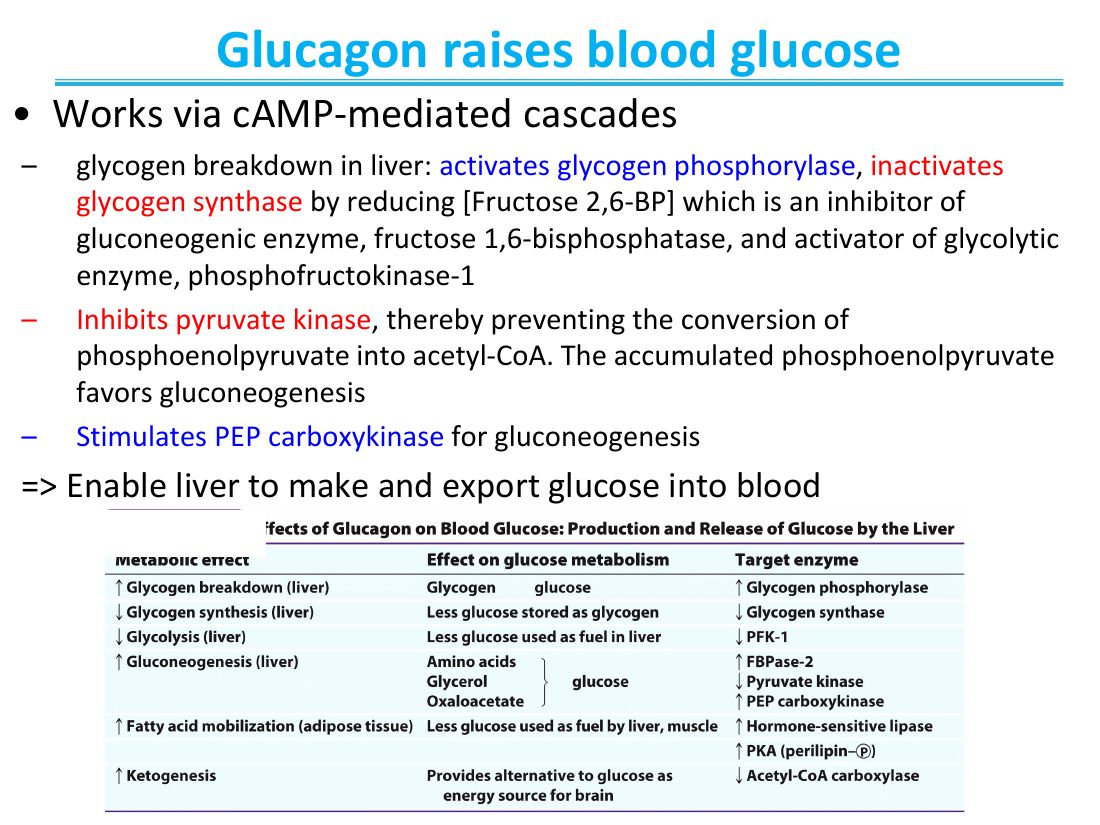 Glucagon raises blood glucose
• Works via cAMP-mediated cascades
– glycogen breakdown in liver: activates glycogen phosphorylase, inactivates
glycogen synthase by reducing [Fructose 2,6-BP] which is an inhibitor of
gluconeogenic enzyme, fructose 1,6-bisphosphatase, and activator of glycolytic
enzyme, phosphofructokinase-1
– Inhibits pyruvate kinase, thereby preventing the conversion of
phosphoenolpyruvate into acetyl-CoA. The accumulated phosphoenolpyruvate
favors gluconeogenesis
– Stimulates PEP carboxykinase for gluconeogenesis
=> Enable liver to make and export glucose into blood
ffects of Glucagon on Blood Glucose: Production and Release of Glucose by the Liver
Metabolic effect Effect on glucose metabolism Target enzyme
↑ Glycogen breakdown (liver) Glycogen glucose ↑ Glycogen phosphorylase
↓ Glycogen synthesis (liver) Less glucose stored as glycogen ↓ Glycogen synthase
↓ Glycolysis (liver) Less glucose used as fuel in liver ↓ PFK-1
↑ Gluconeogenesis (liver) Amino acids ↑ FBPase-2
Glycerol glucose ↓ Pyruvate kinase
Oxaloacetate ↑ PEP carboxykinase
↑ Fatty acid mobilization (adipose tissue) Less glucose used as fuel by liver, muscle ↑ Hormone-sensitive lipase
↑ PKA (perilipin–Ⓟ)
↑ Ketogenesis Provides alternative to glucose as ↓ Acetyl-CoA carboxylase
energy source for brain